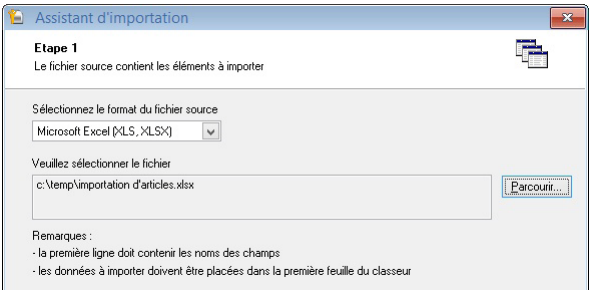 Assistant d'importation
Etape 1
Le fichier source contient les éléments à importer
Sélectionnez le format du fichier source
Microsoft Excel (XLS, XLSX)
Veuillez sélectionner le fichier
c:\temp\importation d'articles.xlsx
Parcourir...
Remarques :
- la première ligne doit contenir les noms des champs
- les données à importer doivent être placées dans la première feuille du classeur